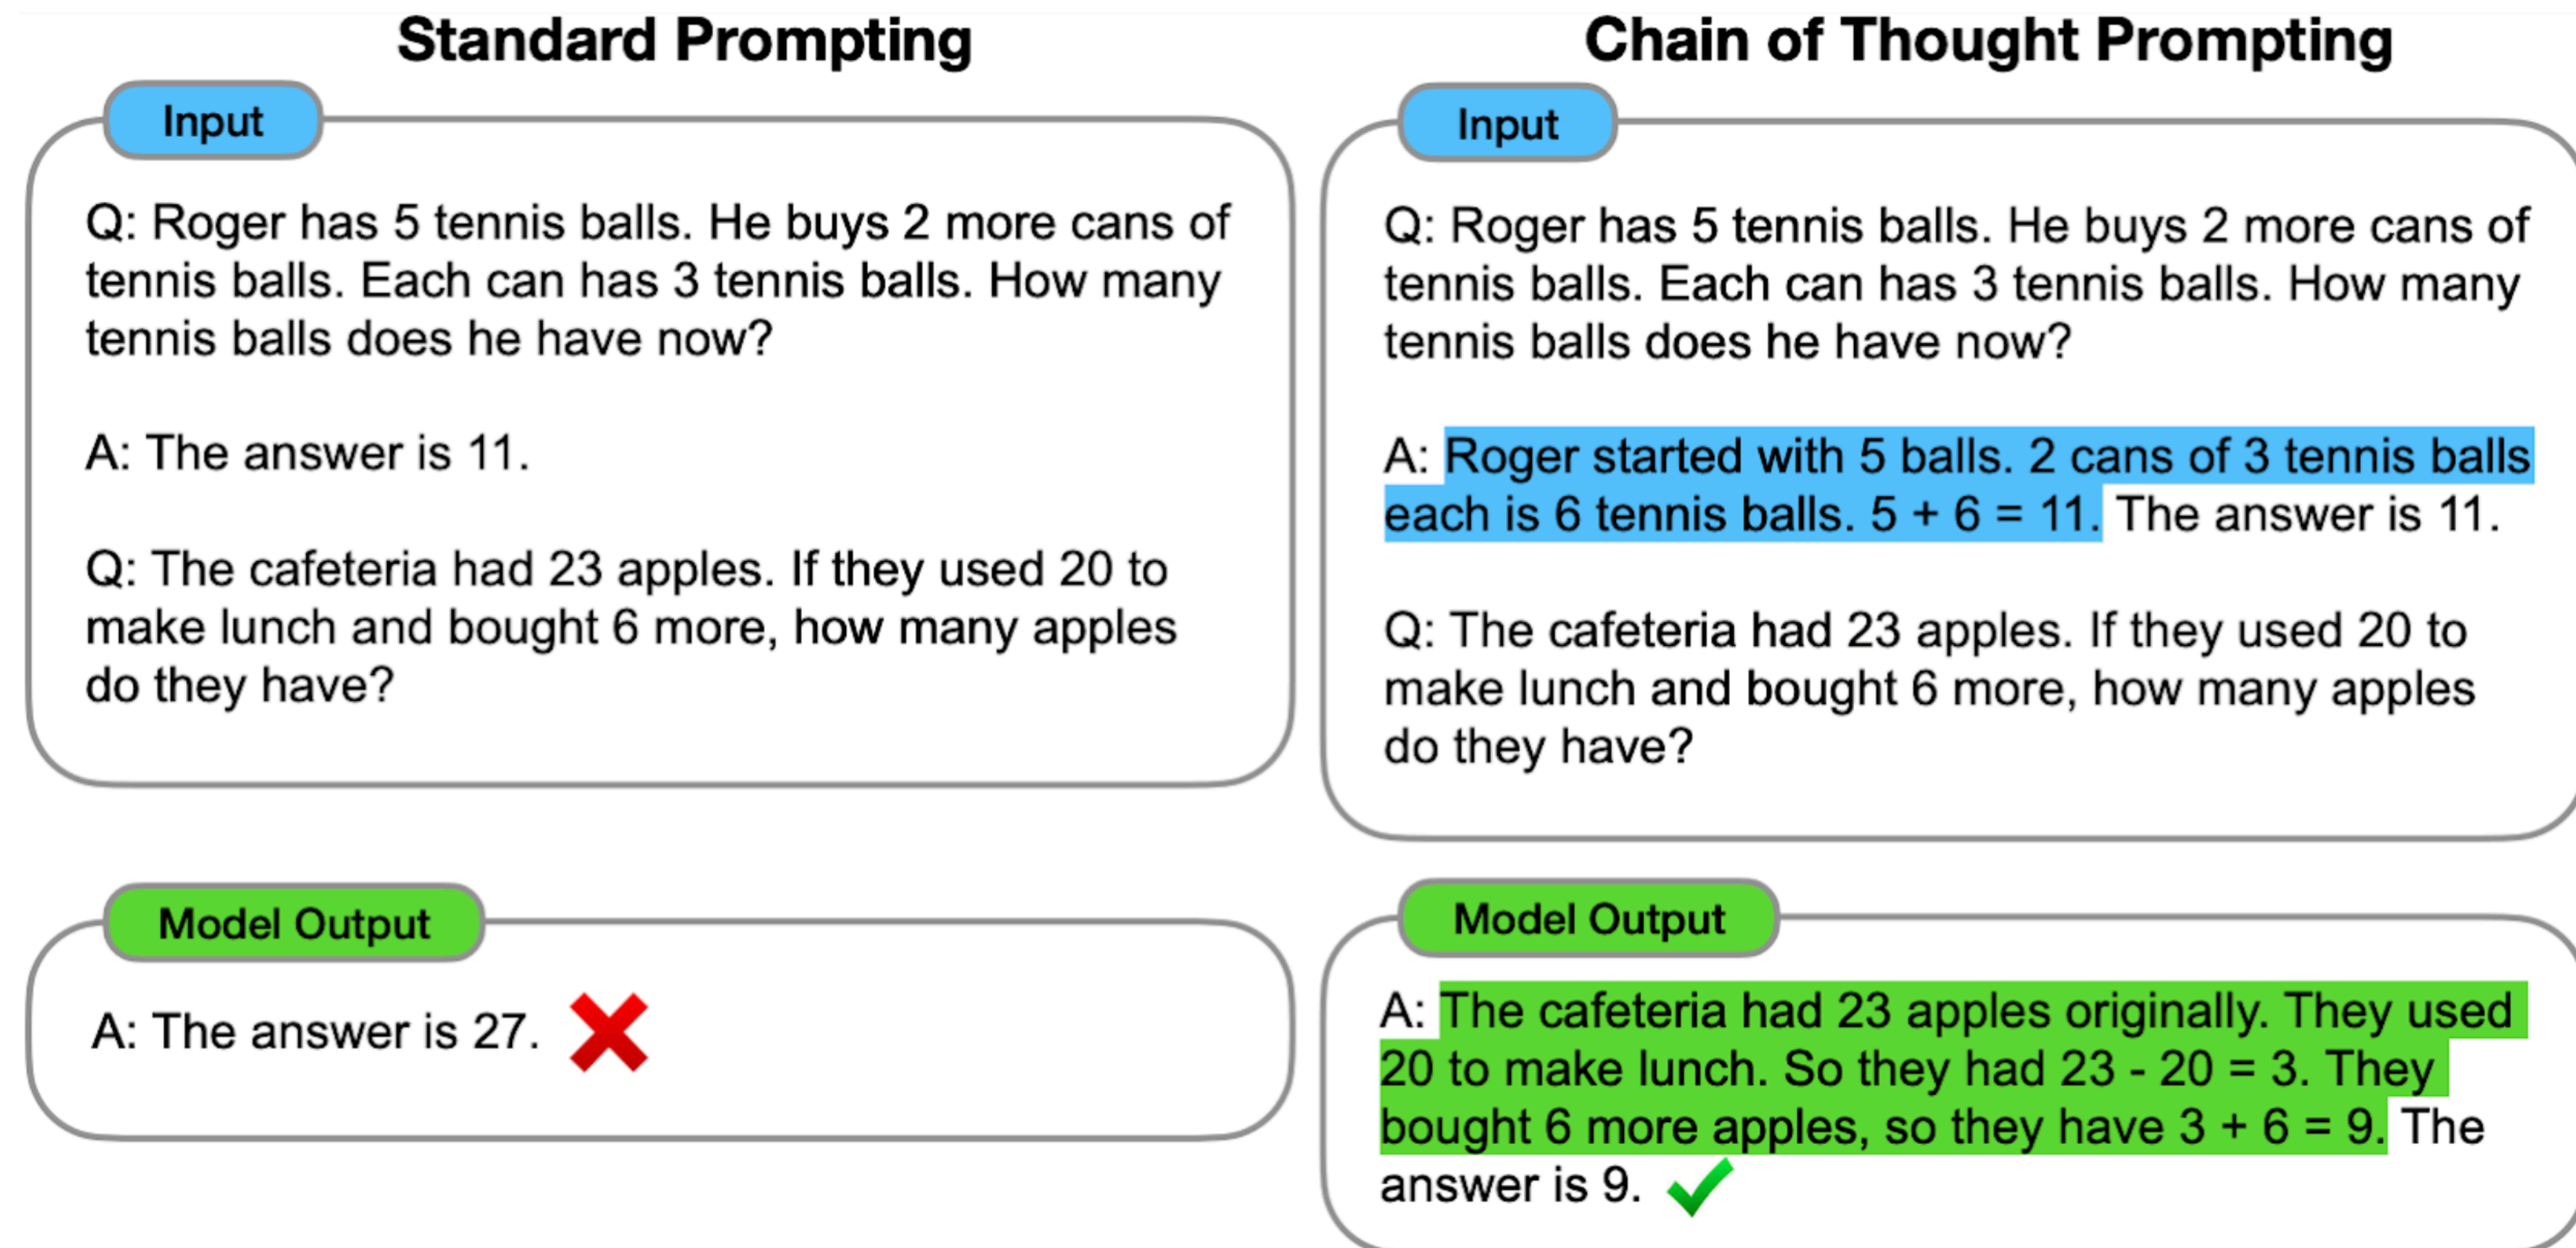 Standard Prompting
Input
Q: Roger has 5 tennis balls. He buys 2 more cans of
tennis balls. Each can has 3 tennis balls. How many
tennis balls does he have now?
A: The answer is 11.
Q: The cafeteria had 23 apples. If they used 20 to
make lunch and bought 6 more, how many apples
do they have?
Model Output
A: The answer is 27.
Chain of Thought Prompting
Input
Q: Roger has 5 tennis balls. He buys 2 more cans of
tennis balls. Each can has 3 tennis balls. How many
tennis balls does he have now?
A: Roger started with 5 balls. 2 cans of 3 tennis balls
each is 6 tennis balls. 5 + 6 = 11. The answer is 11.
Q: The cafeteria had 23 apples. If they used 20 to
make lunch and bought 6 more, how many apples
do they have?
Model Output
A: The cafeteria had 23 apples originally. They used
20 to make lunch. So they had 23 - 20 = 3. They
bought 6 more apples, so they have 3 + 6 = 9. The
answer is 9.